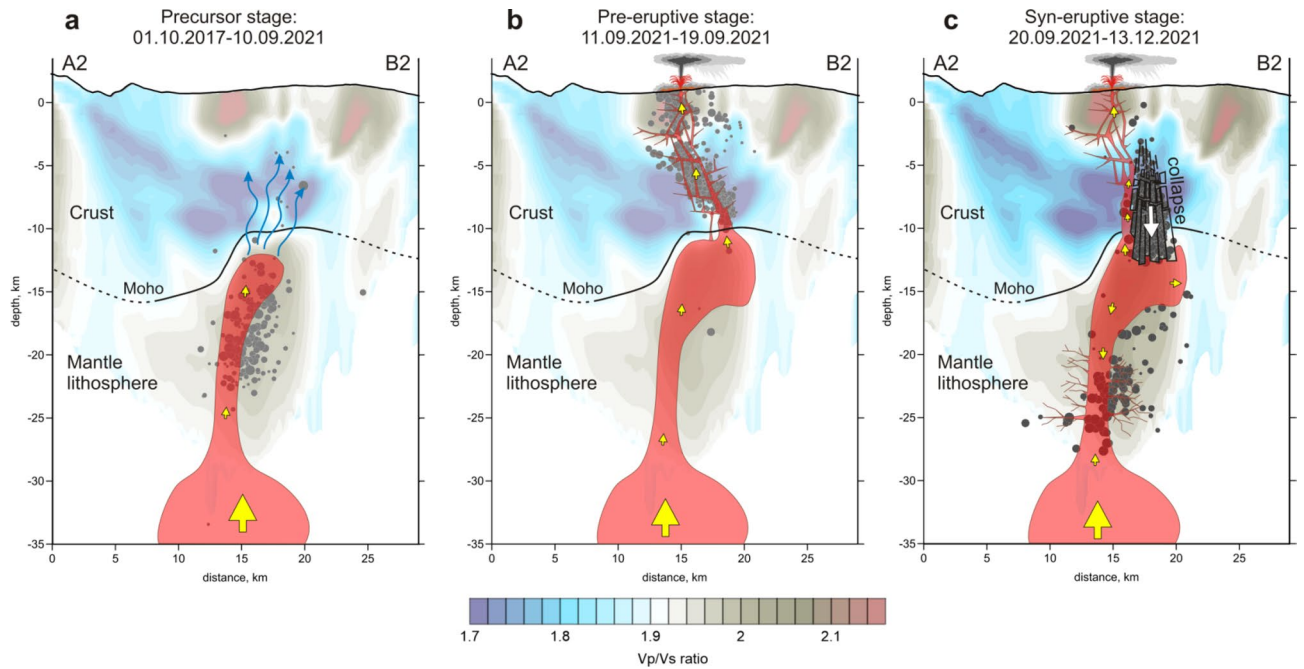 a
Precursor stage:
01.10.2017-10.09.2021
A2
B2
0
-5
-10
-15
-20
-25
-30
-35
depth, km
Crust
Moho
Mantle
lithosphere
0
5
10
15
20
25
distance, km
b
Pre-eruptive stage:
11.09.2021-19.09.2021
A2
B2
0
-5
-10
-15
-20
-25
-30
-35
depth, km
Crust
Moho
Mantle
lithosphere
0
5
10
15
20
25
distance, km
c
Syn-eruptive stage:
20.09.2021-13.12.2021
A2
B2
0
-5
-10
-15
-20
-25
-30
-35
depth, km
Crust
collapse
Moho
Mantle
lithosphere
0
5
10
15
20
25
distance, km
1.7
1.8
1.9
2
2.1
Vp/Vs ratio